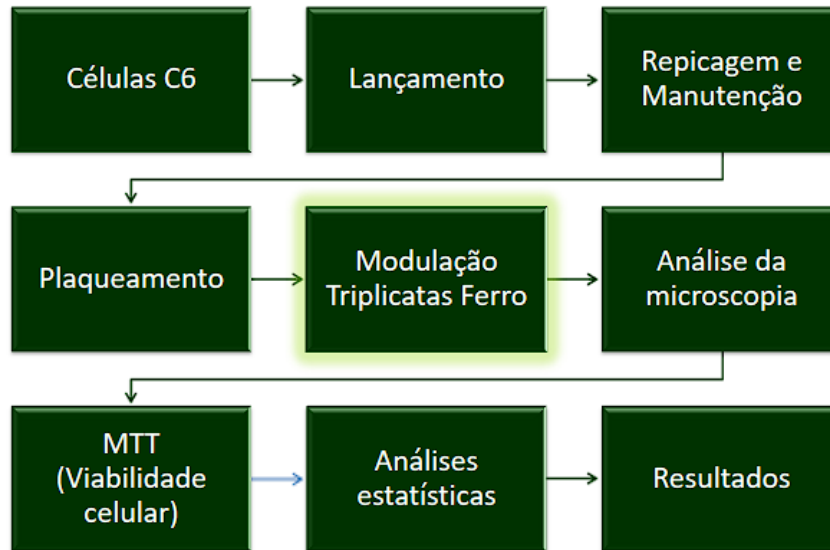 Células C6
Lançamento
Repicagem e
Manutenção
Plaqueamento
Modulação
Triplicatas Ferro
Análise da
microscopia
MTT
(Viabilidade
celular)
Análises
estatísticas
Resultados